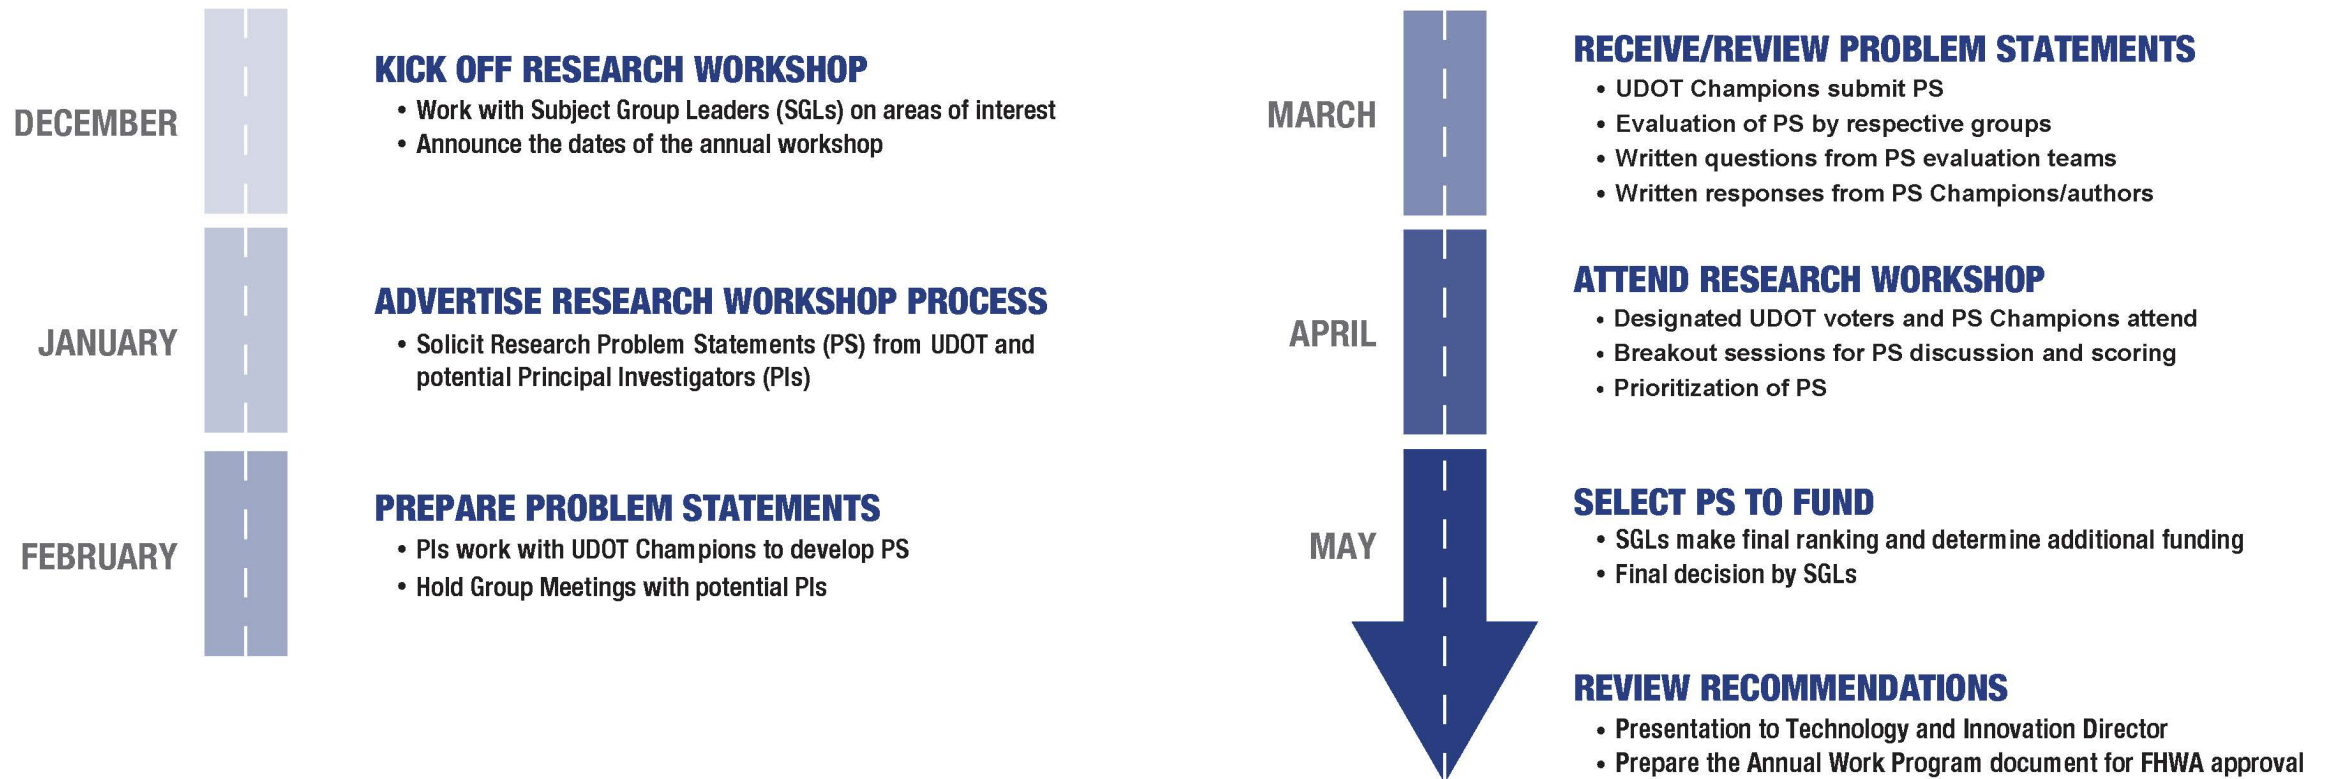 DECEMBER
KICK OFF RESEARCH WORKSHOP
• Work with Subject Group Leaders (SGLs) on areas of interest
• Announce the dates of the annual workshop
JANUARY
ADVERTISE RESEARCH WORKSHOP PROCESS
• Solicit Research Problem Statements (PS) from UDOT and
potential Principal Investigators (PIs)
FEBRUARY
PREPARE PROBLEM STATEMENTS
• PIs work with UDOT Champions to develop PS
• Hold Group Meetings with potential PIs
MARCH
RECEIVE/REVIEW PROBLEM STATEMENTS
• UDOT Champions submit PS
• Evaluation of PS by respective groups
• Written questions from PS evaluation teams
• Written responses from PS Champions/authors
APRIL
ATTEND RESEARCH WORKSHOP
• Designated UDOT voters and PS Champions attend
• Breakout sessions for PS discussion and scoring
• Prioritization of PS
MAY
SELECT PS TO FUND
• SGLs make final ranking and determine additional funding
• Final decision by SGLs
REVIEW RECOMMENDATIONS
• Presentation to Technology and Innovation Director
• Prepare the Annual Work Program document for FHWA approval